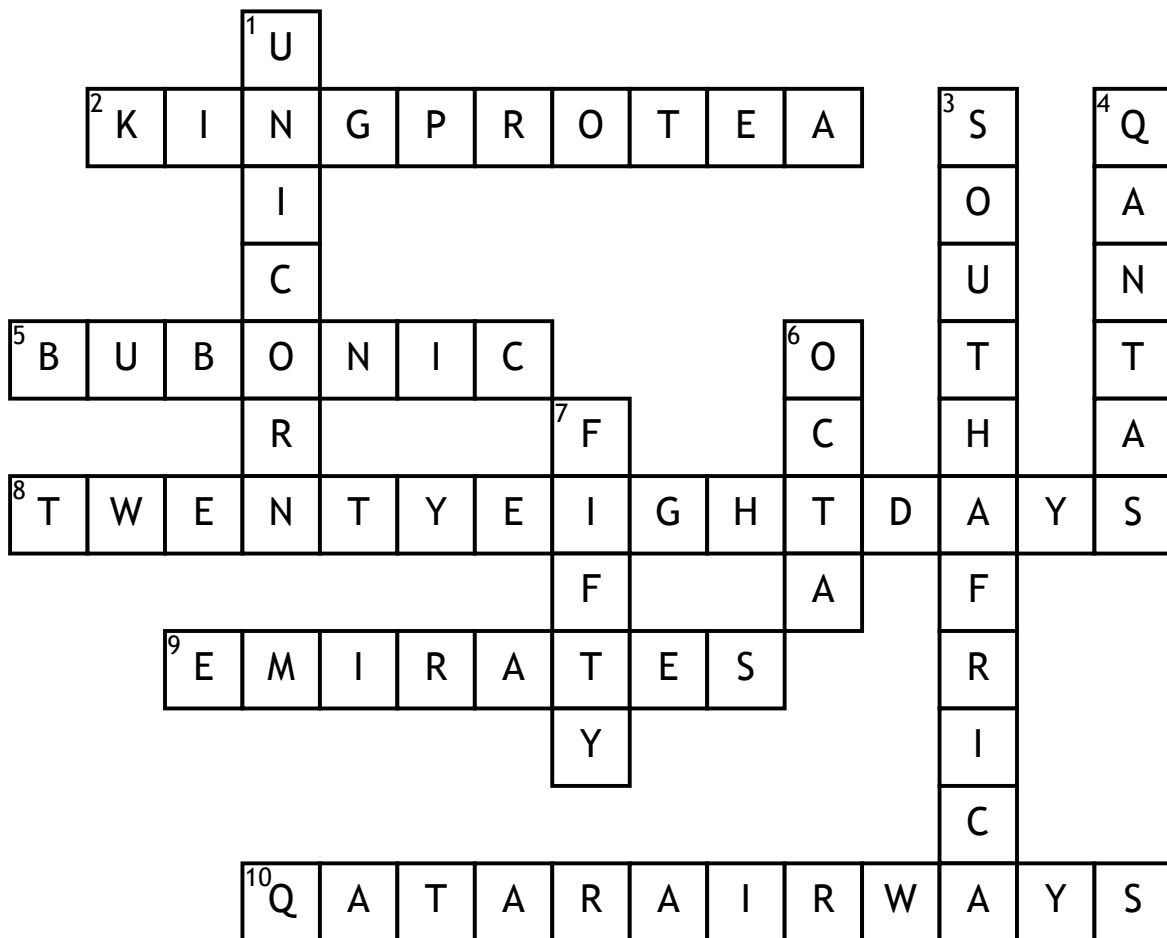 1 U
2 K I N G P R O T E A 3 S 4 Q
I O A
C U N
5 B U B O N I C 6 O T T
R 7 F C H A
8 T W E N T Y E I G H T D A Y S
F A F
9 E M I R A T E S R
Y I
C
10 Q A T A R A I R W A Y S